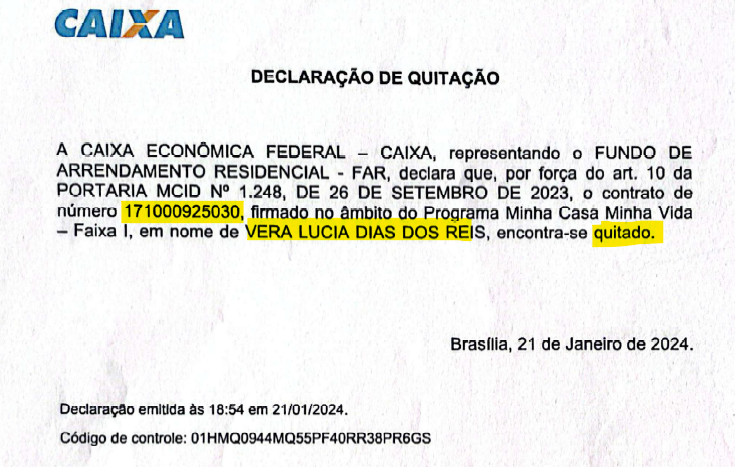 CAIXA
DECLARAÇÃO DE QUITAÇÃO
A CAIXA ECONÔMICA FEDERAL – CAIXA, representando o FUNDO DE
ARRENDAMENTO RESIDENCIAL - FAR, declara que, por força do art. 10 da
PORTARIA MCID Nº 1.248, DE 26 DE SETEMBRO DE 2023, o contrato de
número 171000925030, firmado no âmbito do Programa Minha Casa Minha Vida
– Faixa I, em nome de VERA LUCIA DIAS DOS REIS, encontra-se quitado.
Brasília, 21 de Janeiro de 2024.
Declaração emitida às 18:54 em 21/01/2024.
Código de controle: 01HMQ0944MQ55PF40RR38PR6GS